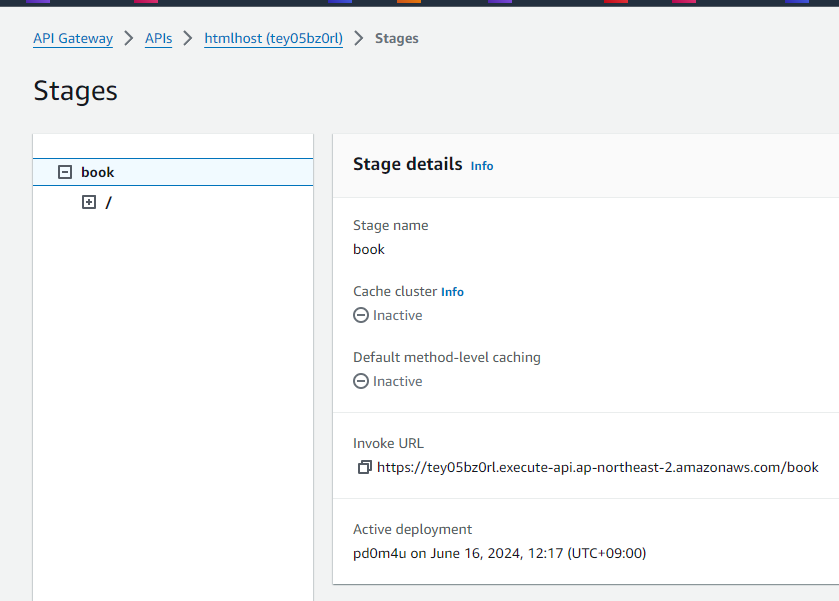 API Gateway > APIs > htmlhost (tey05bz0rl) > Stages
Stages
book
/
Stage details Info
Stage name
book
Cache cluster Info
Inactive
Default method-level caching
Inactive
Invoke URL
https://tey05bz0rl.execute-api.ap-northeast-2.amazonaws.com/book
Active deployment
pd0m4u on June 16, 2024, 12:17 (UTC+09:00)